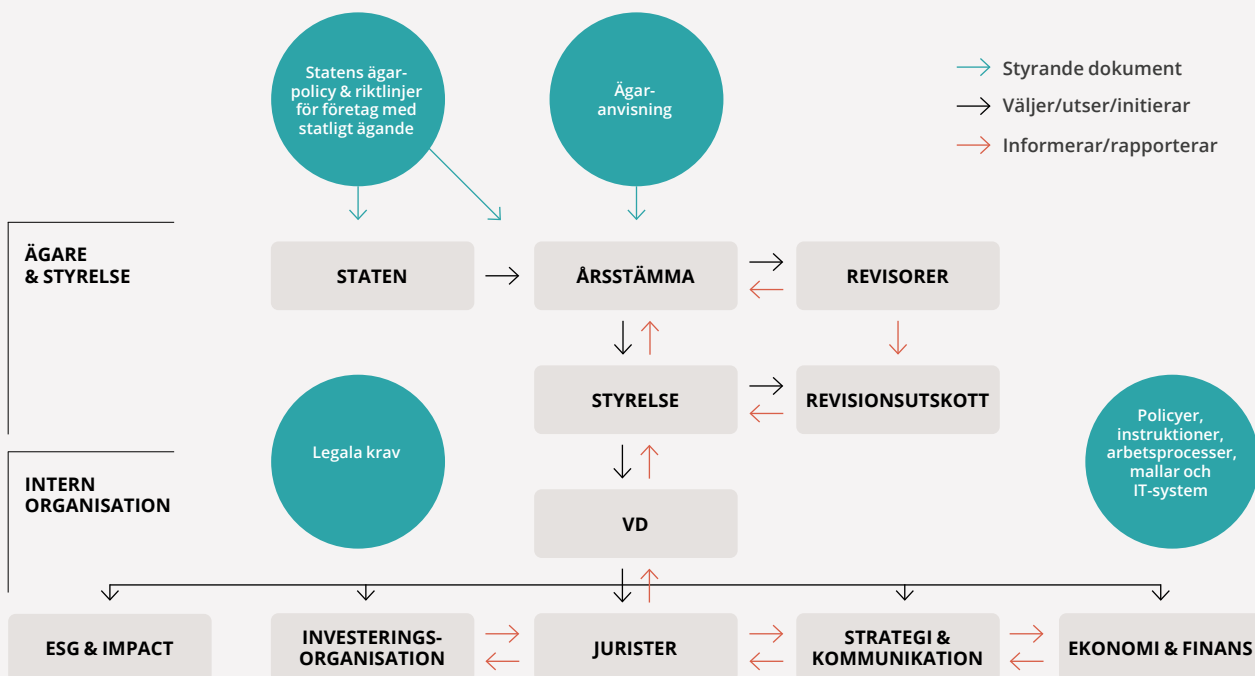 Statens ägar-
policy & riktlinjer
för företag med
statligt ägande
Ägar-
anvisning
Styrande dokument
Väljer/utser/initierar
Informerar/rapporterar
ÄGARE
& STYRELSE
STATEN
ÅRSSTÄMMA
REVISORER
STYRELSE
REVISIONSUTSKOTT
Legala krav
Policyer,
instruktioner,
arbetsprocesser,
mallar och
IT-system
INTERN
ORGANISATION
VD
ESG & IMPACT
INVESTERINGS-
ORGANISATION
JURISTER
STRATEGI &
KOMMUNIKATION
EKONOMI & FINANS